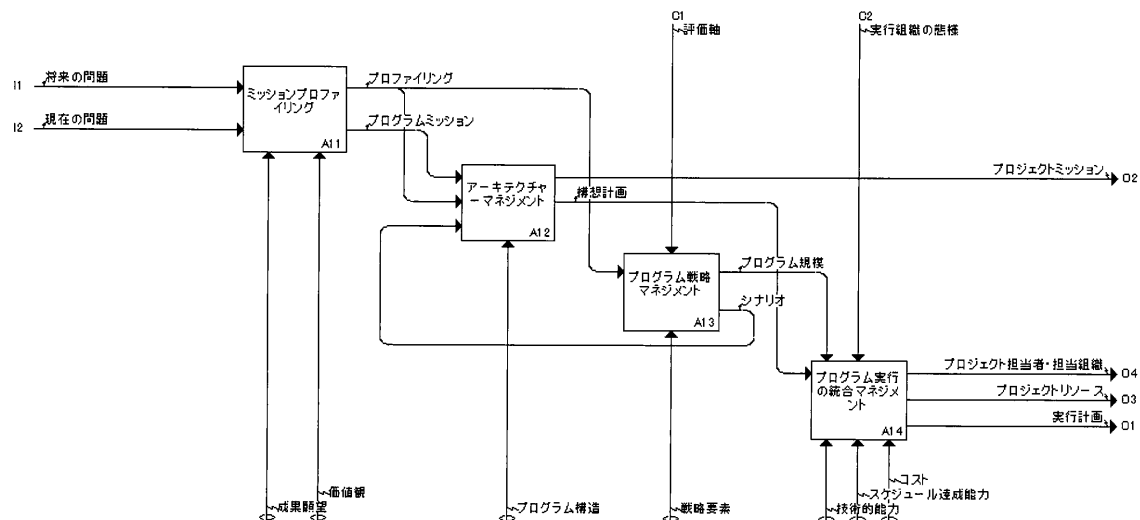 C1
評価軸
C2
実行組織の態様
I1
将来の問題
I2
現在の問題
ミッションプロファ
イリング
A11
プロファイリング
プログラムミッション
アーキテクチャ
ーマネジメント
A12
プロジェクトミッション
O2
構想計画
プログラム戦略
マネジメント
A13
プログラム規模
シナリオ
プログラム実行
の統合マネジメ
ント
A14
プロジェクト担当者・担当組織
O4
プロジェクトリソース
O3
実行計画
O1
成果願望
価値観
プログラム構造
戦略要素
技術的能力
スケジュール達成能力
コスト